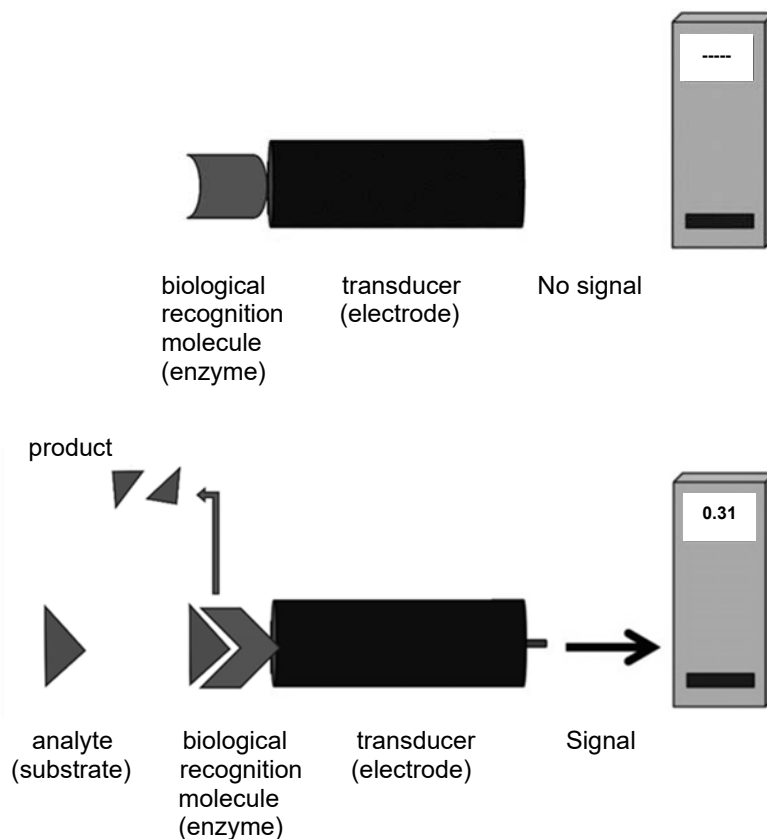 -----
biological
recognition
molecule
(enzyme)
transducer
(electrode)
No signal
product
0.31
analyte
(substrate)
biological
recognition
molecule
(enzyme)
transducer
(electrode)
Signal